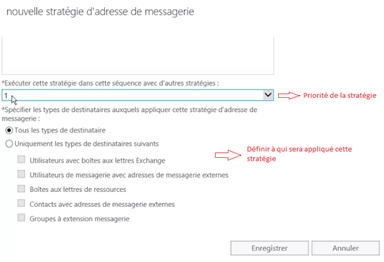 nouvelle stratégie d'adresse de messagerie
*Exécuter cette stratégie dans cette séquence avec d'autres stratégies :
1
Priorité de la stratégie
*Spécifier les types de destinataires auxquels appliquer cette stratégie d'adresse de
messagerie :
Tous les types de destinataire
Uniquement les types de destinataires suivants
Utilisateurs avec boîtes aux lettres Exchange
Définir à qui sera appliqué cette
stratégie
Utilisateurs de messagerie avec adresses de messagerie externes
Boîtes aux lettres de ressources
Contacts avec adresses de messagerie externes
Groupes à extension messagerie
Enregistrer
Annuler